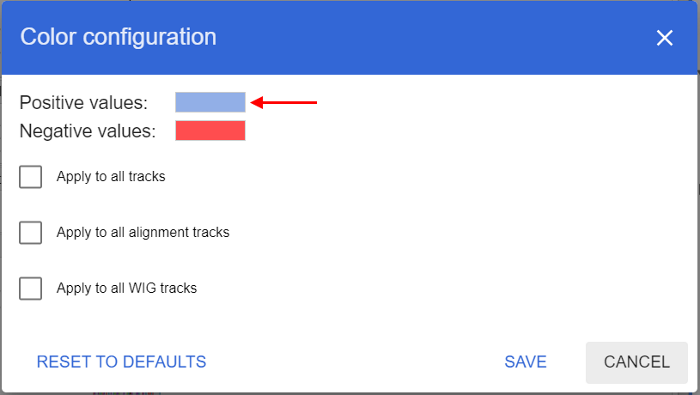 Color configuration
Positive values:
Negative values:
Apply to all tracks
Apply to all alignment tracks
Apply to all WIG tracks
RESET TO DEFAULTS SAVE CANCEL